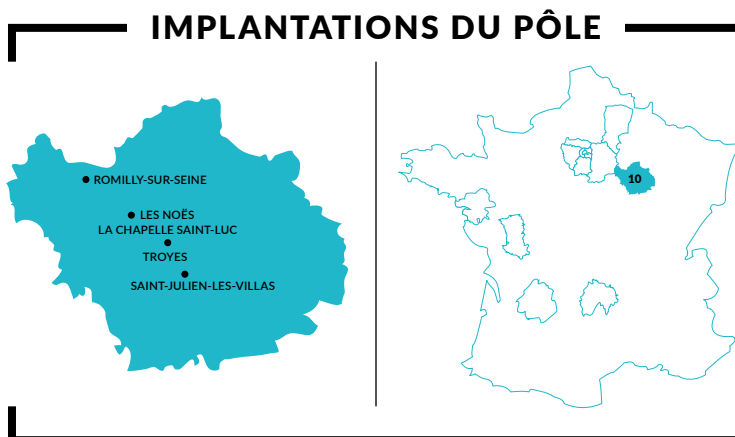 IMPLANTATIONS DU PÔLE
ROMILLY-SUR-SEINE
LES NOËS
LA CHAPELLE SAINT-LUC
TROYES
SAINT-JULIEN-LES-VILLAS
10